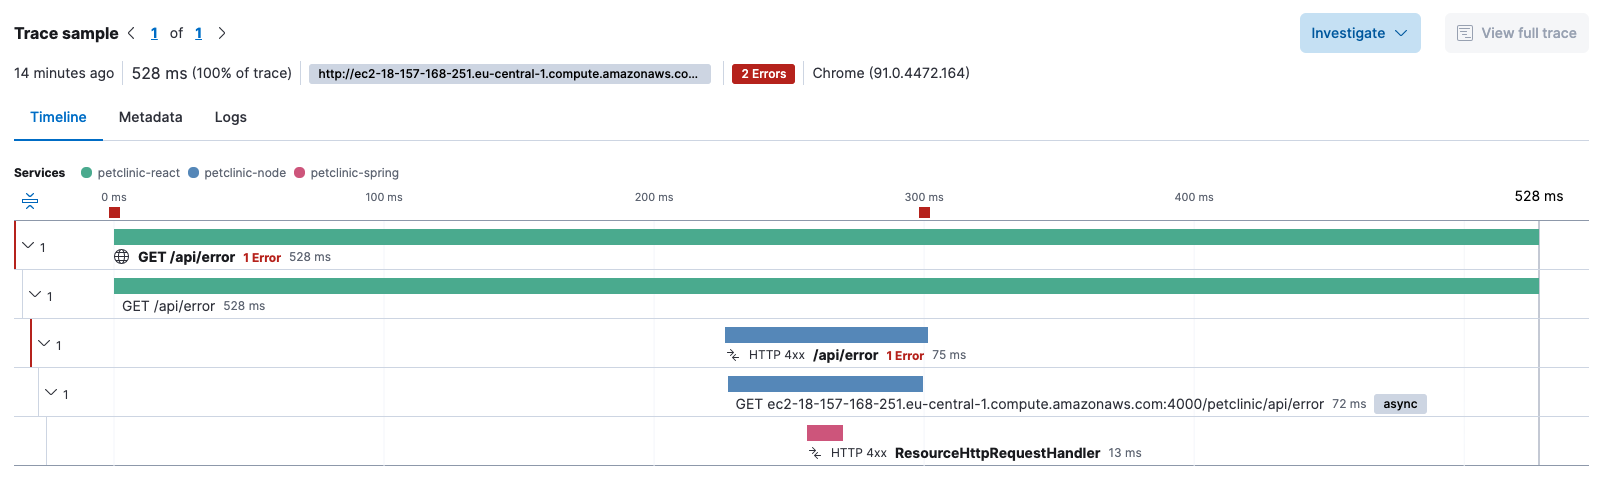 Trace sample 1 of 1 Investigate View full trace
14 minutes ago 528 ms (100% of trace) http://ec2-18-157-168-251.eu-central-1.compute.amazonaws.co... 2 Errors Chrome (91.0.4472.164)
Timeline Metadata Logs
Services petclinic-react petclinic-node petclinic-spring
0 ms 100 ms 200 ms 300 ms 400 ms 528 ms
1
GET /api/error 1 Error 528 ms
1
GET /api/error 528 ms
1
HTTP 4xx /api/error 1 Error 75 ms
1
GET ec2-18-157-168-251.eu-central-1.compute.amazonaws.com:4000/petclinic/api/error 72 ms async
HTTP 4xx ResourceHttpRequestHandler 13 ms